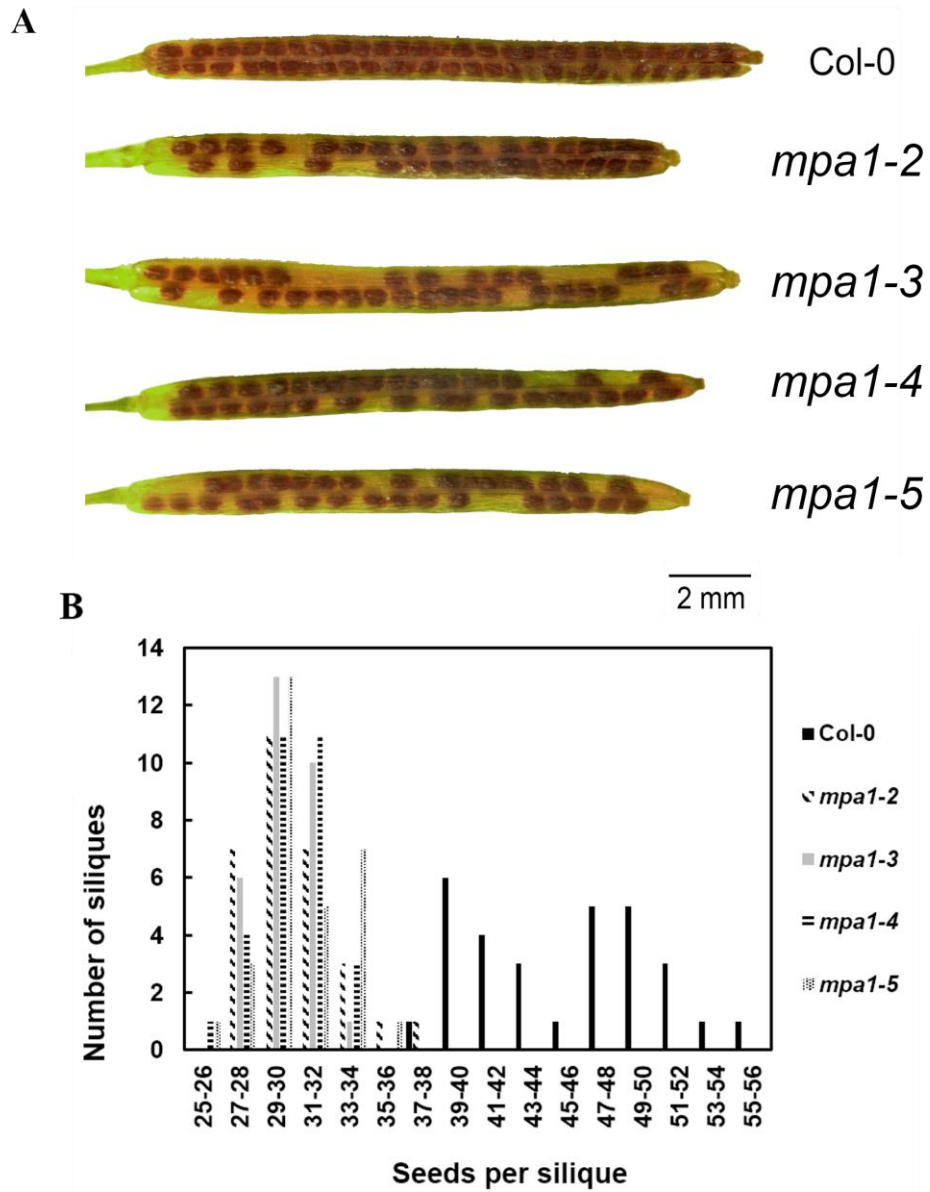 A
Col-0
mpa1-2
mpa1-3
mpa1-4
mpa1-5
2 mm
B
14
12
10
8
6
4
2
0
Number of siliques
25-26
27-28
29-30
31-32
33-34
35-36
37-38
39-40
41-42
43-44
45-46
47-48
49-50
51-52
53-54
55-56
Seeds per silique
Col-0
mpa1-2
mpa1-3
mpa1-4
mpa1-5